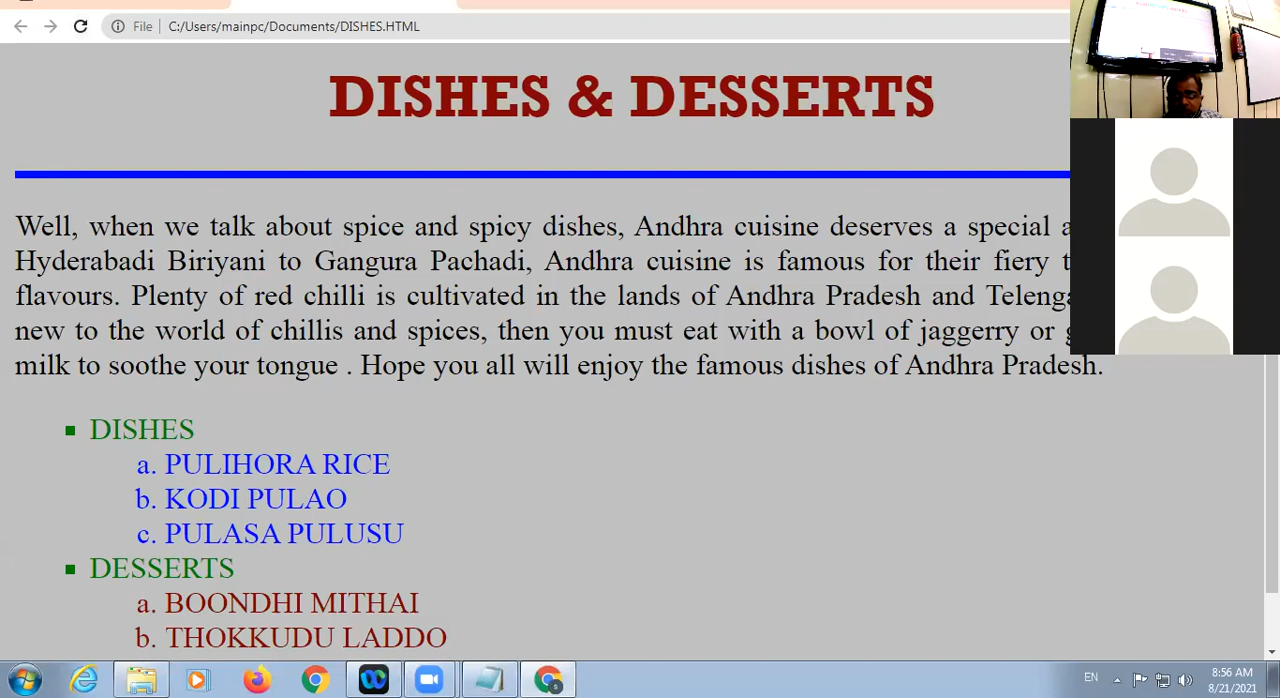 File C:/Users/mainpc/Documents/DISHES.HTML
DISHES & DESSERTS
Well, when we talk about spice and spicy dishes, Andhra cuisine deserves a special
Hyderabadi Biriyani to Gangura Pachadi, Andhra cuisine is famous for their fiery
flavours. Plenty of red chilli is cultivated in the lands of Andhra Pradesh and
new to the world of chillis and spices, then you must eat with a bowl of jaggerry or
milk to soothe your tongue . Hope you all will enjoy the famous dishes of Andhra Pradesh.
▪ DISHES
a. PULIHORA RICE
b. KODI PULAO
c. PULASA PULUSU
▪ DESSERTS
a. BOONDHI MITHAI
b. THOKKUDU LADDO
EN
8:56 AM
8/21/2021